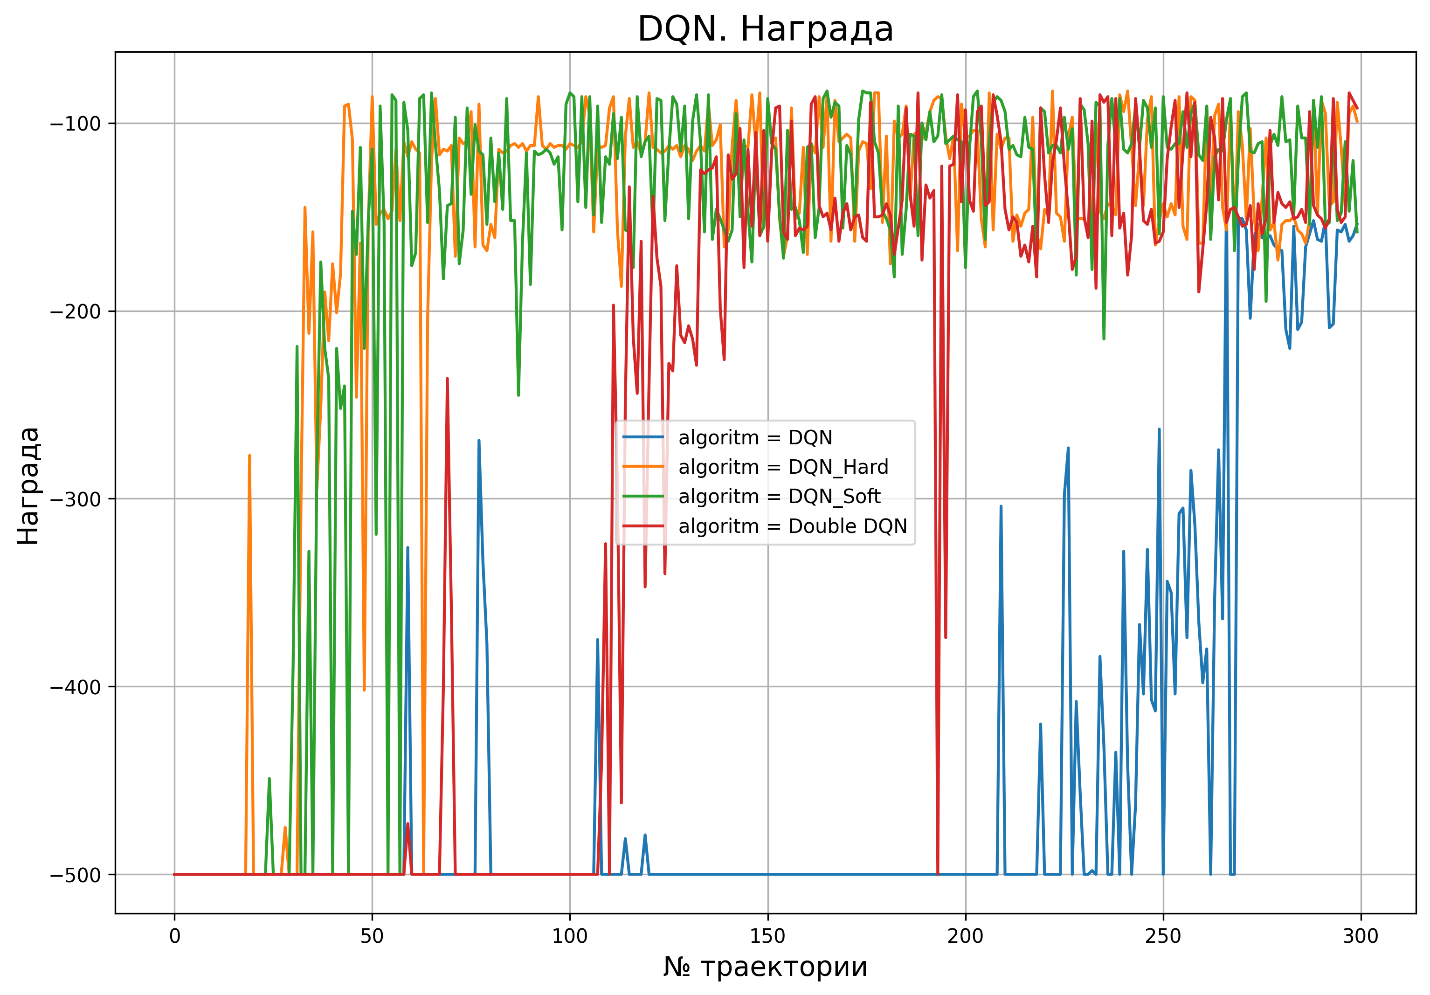 DQN. Награда
Награда
−100
−200
−300
−400
−500
algoritm = DQN
algoritm = DQN_Hard
algoritm = DQN_Soft
algoritm = Double DQN
0 50 100 150 200 250 300
№ траектории